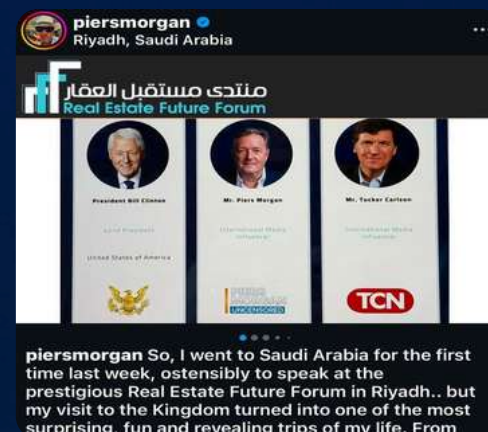 piersmorgan
Riyadh, Saudi Arabia
منتدى مستقبل العقار
Real Estate Future Forum
President Bill Clinton
Mr. Piers Morgan
Mr. Tucker Carlson
International Media
Influencer
International Media
Influencer
United States of America
PIERS
MORGAN
UNCENSORED
TCN
piersmorgan So, I went to Saudi Arabia for the first
time last week, ostensibly to speak at the
prestigious Real Estate Future Forum in Riyadh.. but
my visit to the Kingdom turned into one of the most
surprising, fun and revealing trips of my life. From